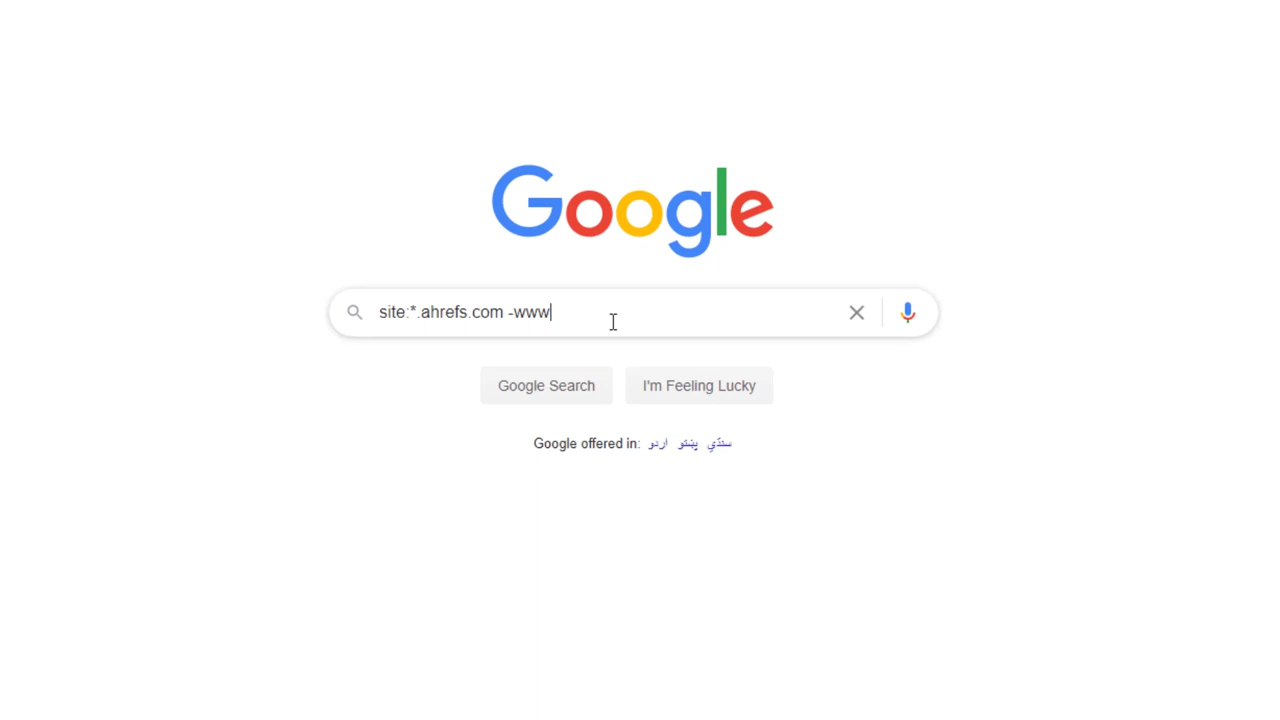 Google
site:*.ahrefs.com -www
Google Search
I'm Feeling Lucky
Google offered in: اردو پښتو سنڌي